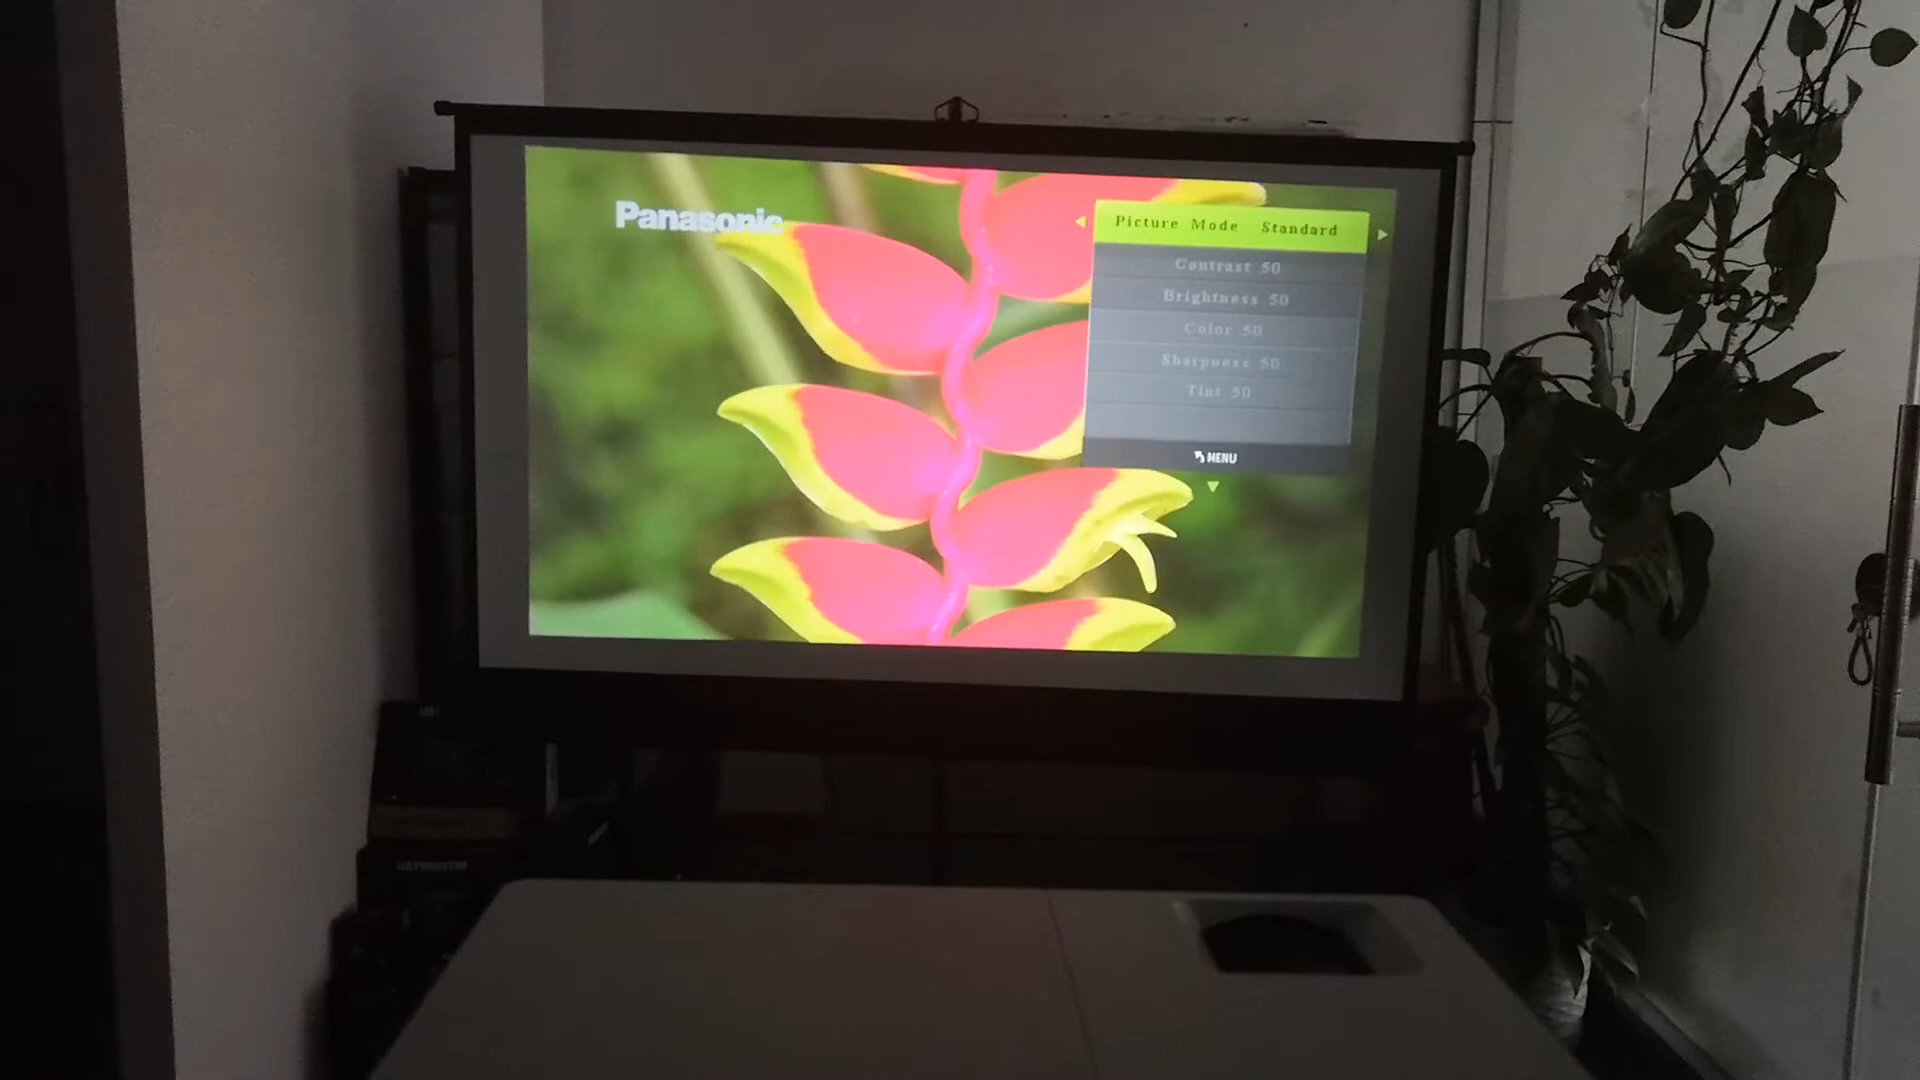 Panasonic
Picture Mode Standard
Contrast 50
Brightness 50
Color 50
Sharpness 50
Tint 50
MENU